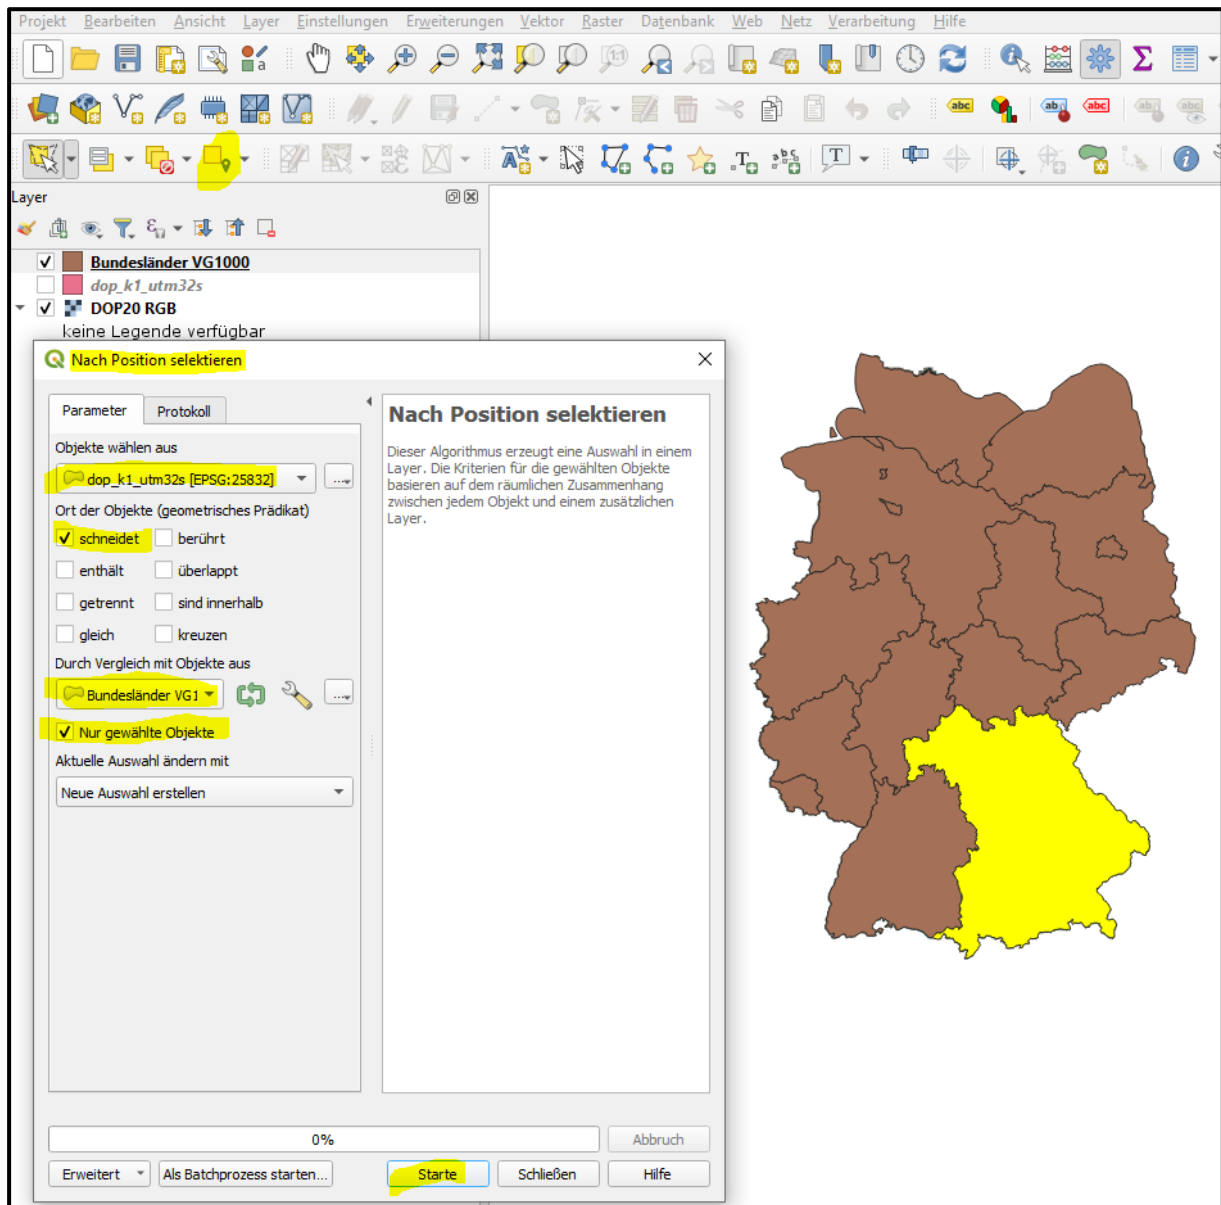 Projekt Bearbeiten Ansicht Layer Einstellungen Erweiterungen Vektor Raster Datenbank Web Netz Verarbeitung Hilfe
Layer
Bundesländer VG1000
dop_k1_utm32s
DOP20 RGB
keine Legende verfügbar
Nach Position selektieren
Parameter Protokoll
Objekte wählen aus
dop_k1_utm32s [EPSG:25832]
Ort der Objekte (geometrisches Prädikat)
schneidet berührt
enthält überlappt
getrennt sind innerhalb
gleich kreuzen
Durch Vergleich mit Objekte aus
Bundesländer VG1
Nur gewählte Objekte
Aktuelle Auswahl ändern mit
Neue Auswahl erstellen
Nach Position selektieren
Dieser Algorithmus erzeugt eine Auswahl in einem
Layer. Die Kriterien für die gewählten Objekte
basieren auf dem räumlichen Zusammenhang
zwischen jedem Objekt und einem zusätzlichen
Layer.
0% Abbruch
Erweitert Als Batchprozess starten... Starte Schließen Hilfe